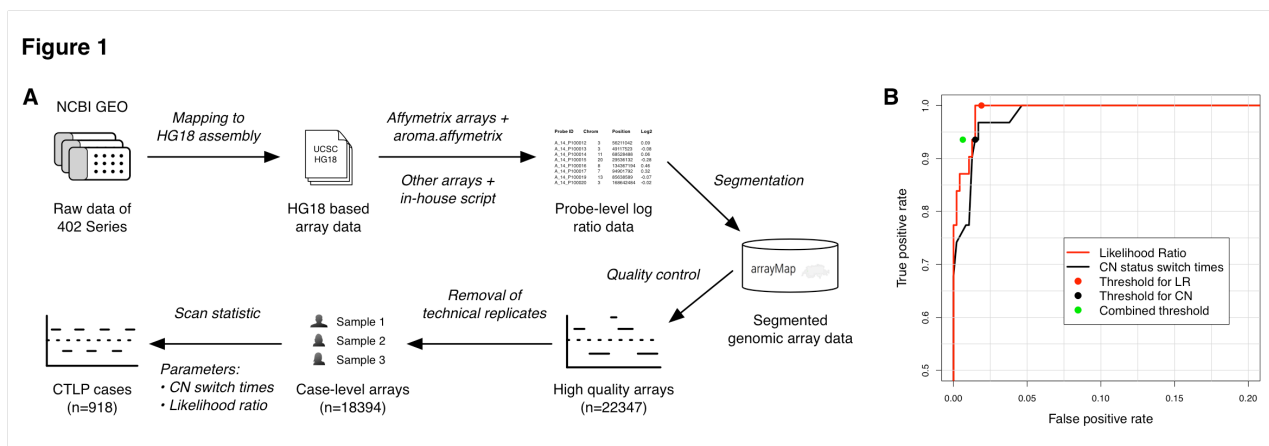 Figure 1
A
NCBI GEO
Raw data of
402 Series
Mapping to
HG18 assembly
UCSC
HG18
HG18 based
array data
Affymetrix arrays +
aroma.affymetrix
Other arrays +
in-house script
Probe ID Chrom Position Log2
Probe-level log
ratio data
Segmentation
arrayMap
Segmented
genomic array data
Quality control
High quality arrays
(n=22347)
Removal of
technical replicates
Sample 1
Sample 2
Sample 3
Case-level arrays
(n=18394)
Scan statistic
Parameters:
• CN switch times
• Likelihood ratio
CTLP cases
(n=918)
B
True positive rate
1.0
0.9
0.8
0.7
0.6
0.5
Likelihood Ratio
CN status switch times
Threshold for LR
Threshold for CN
Combined threshold
0.00 0.05 0.10 0.15 0.20
False positive rate